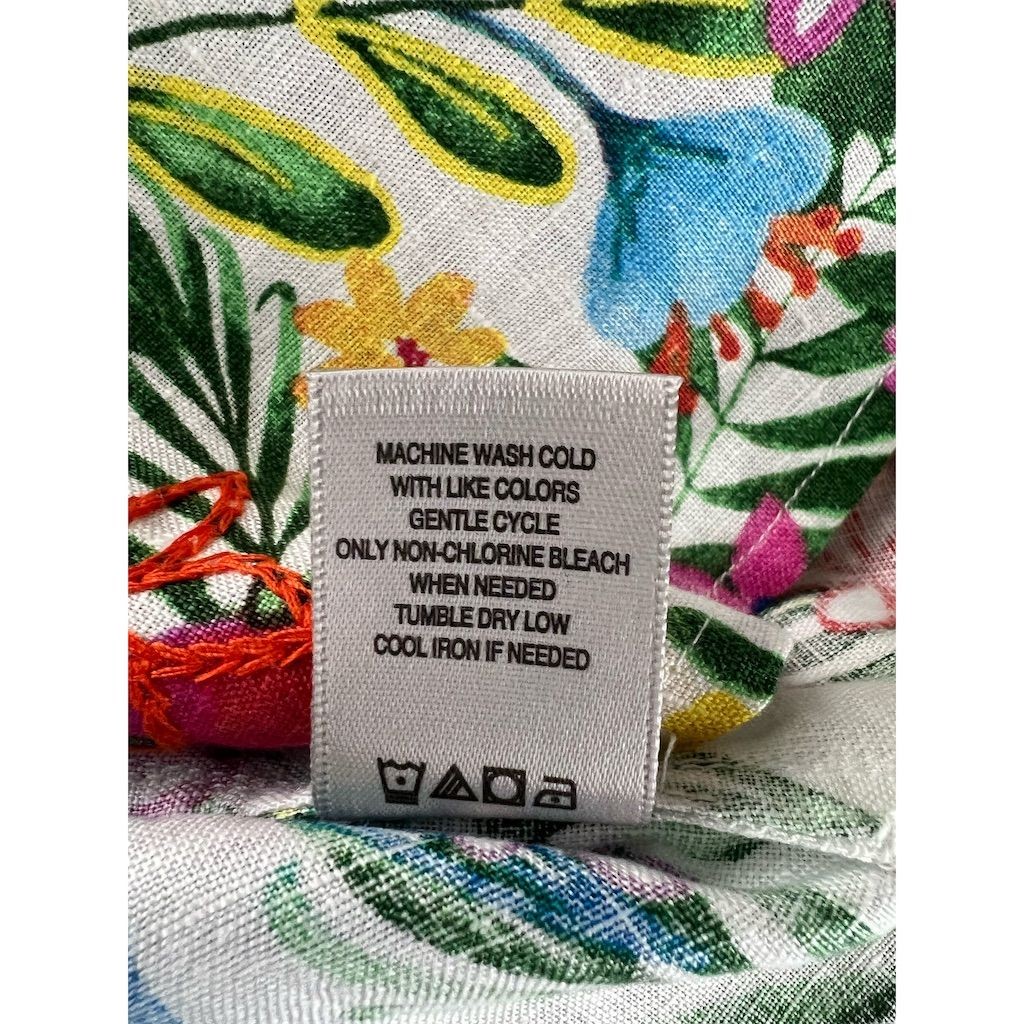 MACHINE WASH COLD
WITH LIKE COLORS
GENTLE CYCLE
ONLY NON-CHLORINE BLEACH
WHEN NEEDED
TUMBLE DRY LOW
COOL IRON IF NEEDED